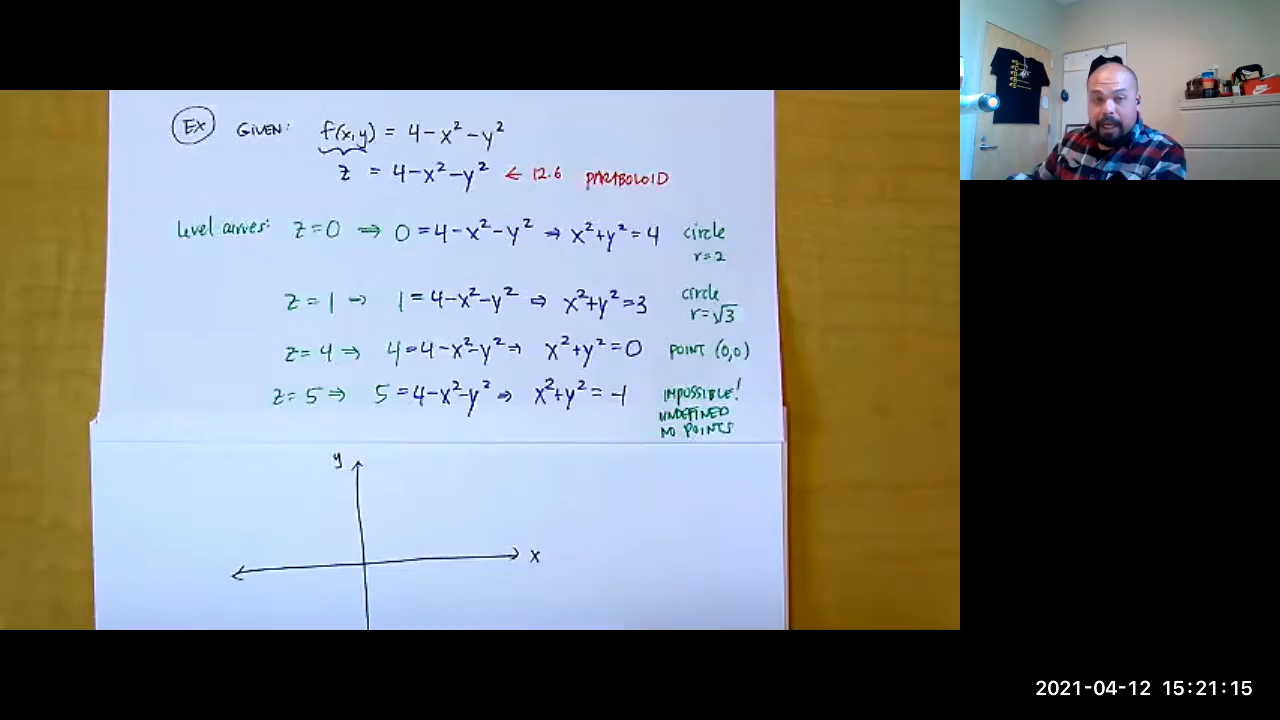 EX GIVEN: f(x,y) = 4-x²-y²
z = 4-x²-y² ← 12.6 PARABOLOID
level curves: z=0 ⇒ 0=4-x²-y² ⇒ x²+y²=4 circle
r=2
z=1 ⇒ 1=4-x²-y² ⇒ x²+y²=3 circle
r=√3
z=4 ⇒ 4=4-x²-y² ⇒ x²+y²=0 POINT (0,0)
z=5 ⇒ 5=4-x²-y² ⇒ x²+y²=-1 IMPOSSIBLE!
UNDEFINED
NO POINTS
y
x
2021-04-12 15:21:15